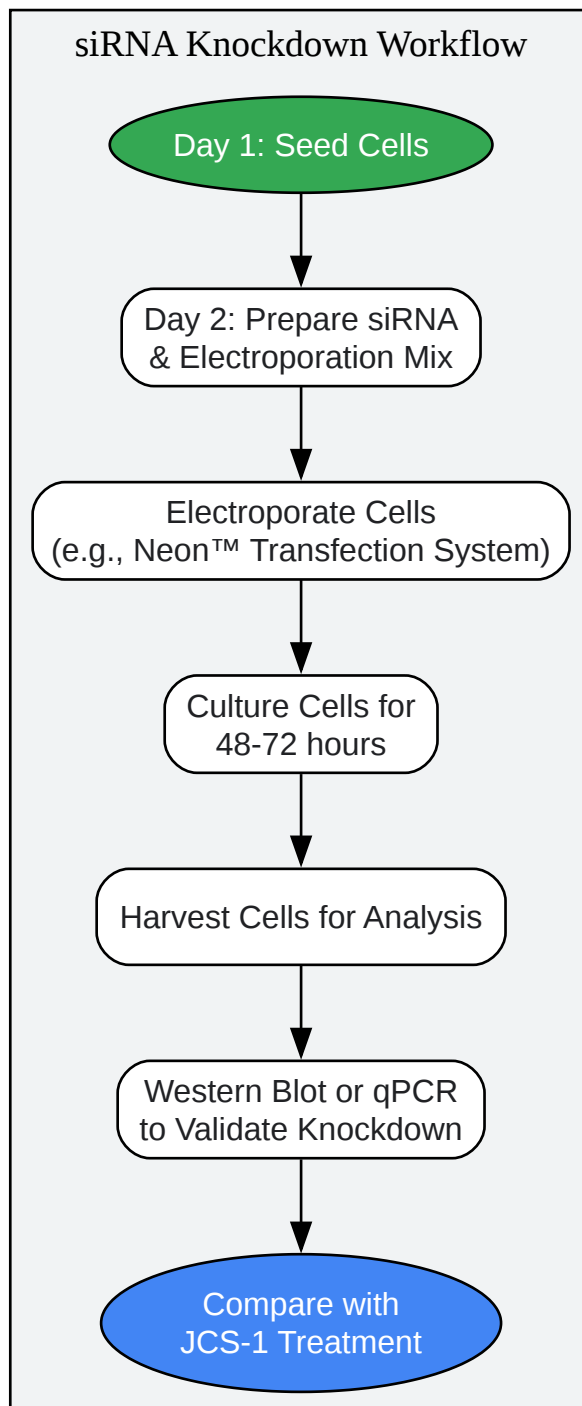 siRNA Knockdown Workflow
Day 1: Seed Cells
Day 2: Prepare siRNA
& Electroporation Mix
Electroporate Cells
(e.g., Neon™ Transfection System)
Culture Cells for
48-72 hours
Harvest Cells for Analysis
Western Blot or qPCR
to Validate Knockdown
Compare with
JCS-1 Treatment